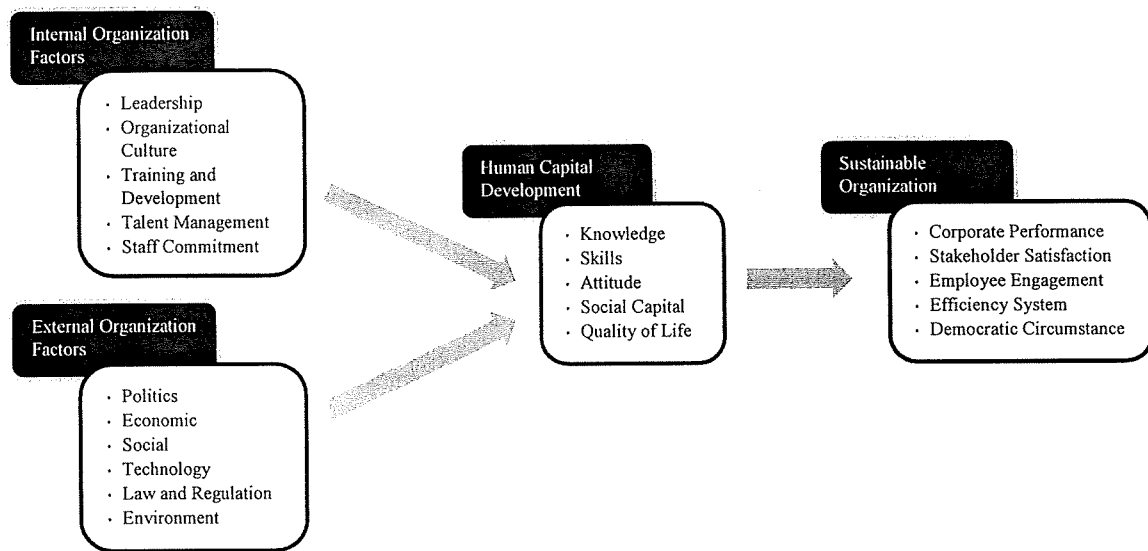 Internal Organization
Factors
· Leadership
· Organizational
Culture
· Training and
Development
· Talent Management
· Staff Commitment
External Organization
Factors
· Politics
· Economic
· Social
· Technology
· Law and Regulation
· Environment
Human Capital
Development
· Knowledge
· Skills
· Attitude
· Social Capital
· Quality of Life
Sustainable
Organization
· Corporate Performance
· Stakeholder Satisfaction
· Employee Engagement
· Efficiency System
· Democratic Circumstance